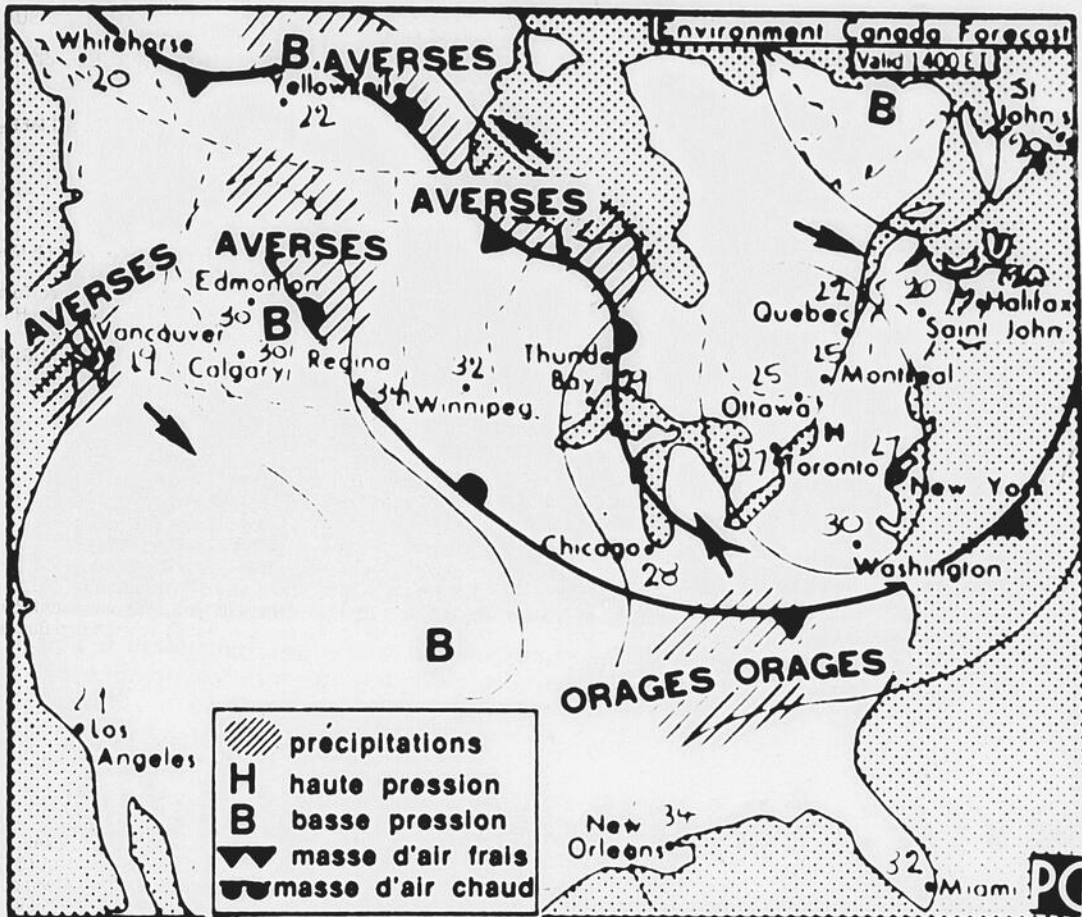 Environment Canada Forecast
Valid 1400 ET
Whitehorse
20
B AVERSES
Yellowknife
22
B
St
John's
20
AVERSES
AVERSES
AVERSES
Edmonton
30
B
Vancouver
19
Calgary
30
Regina
34
32
Winnipeg
Thunder
Bay
22
Quebec
20
Halifax
Saint John
25
Montreal
25
Ottawa
H
27
Toronto
27
New York
30
Washington
Chicago
28
B
ORAGES ORAGES
21
Los
Angeles
précipitations
H haute pression
B basse pression
masse d'air frais
masse d'air chaud
New
Orleans
34
32
Miami
PC